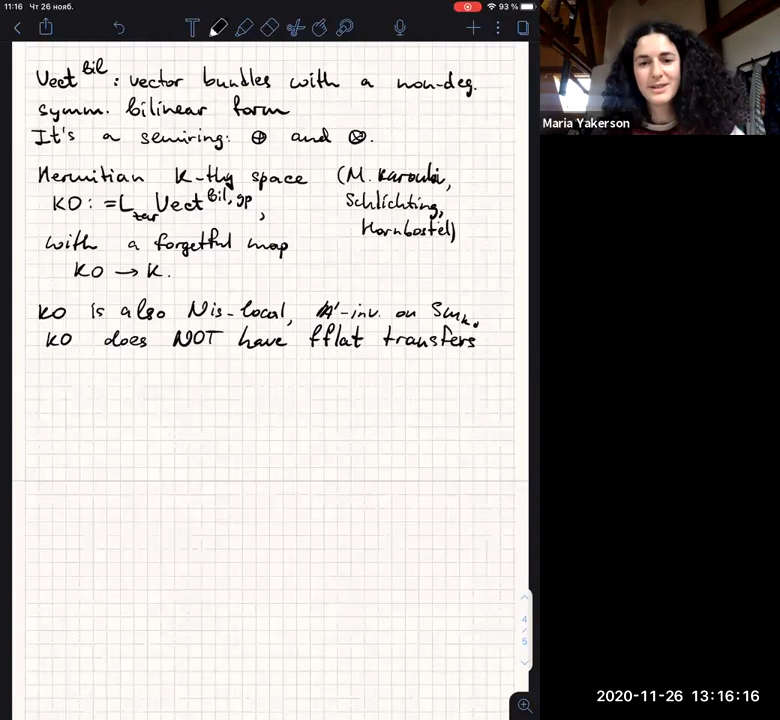 11:16 Чт 26 нояб.
93 %
Vect^Bil : vector bundles with a non-deg.
symm. bilinear form
It's a semiring: ⊕ and ⊗.
Hermitian K-thy space (M. Karoubi,
KO := L_zar Vect^Bil,gp, Schlichting,
Hornbostel)
with a forgetful map
KO → K.
KO is also Nis-local, A¹-inv. on Sm_k.
KO does NOT have fflat transfers
4
/
5
Maria Yakerson
2020-11-26 13:16:16